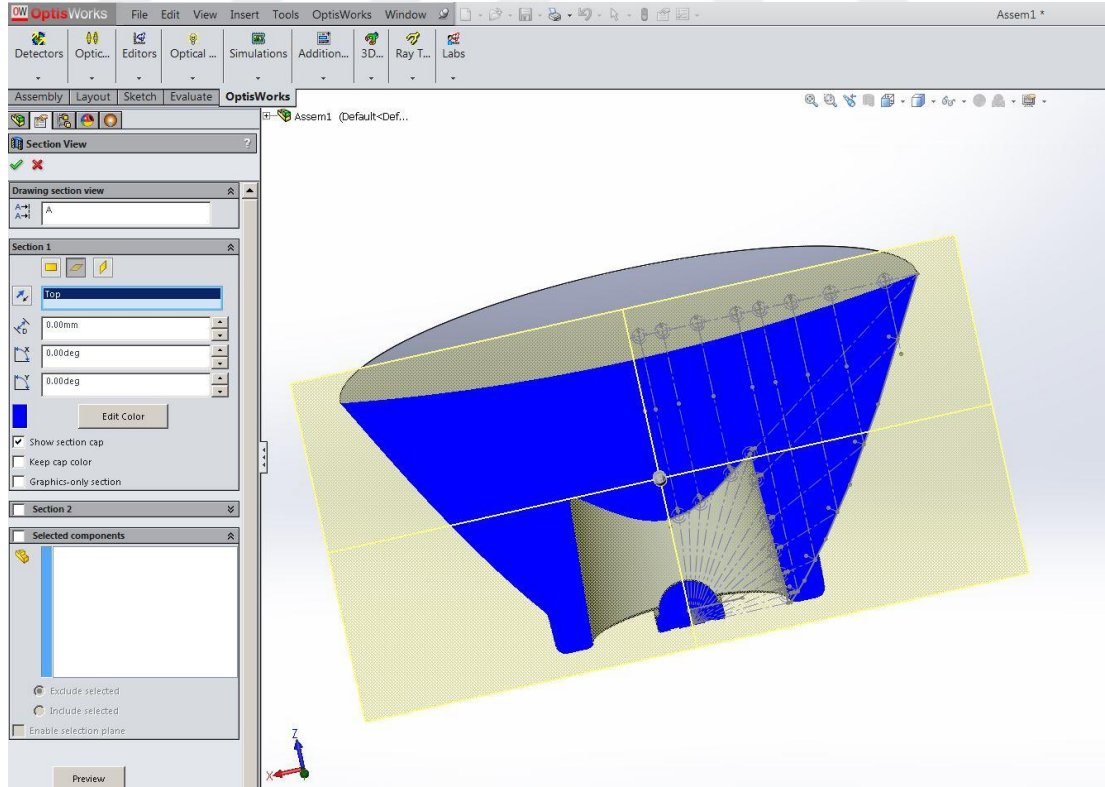 OW OptisWorks File Edit View Insert Tools OptisWorks Window Assem1 *
Detectors Optic... Editors Optical ... Simulations Addition... 3D... Ray T... Labs
Assembly Layout Sketch Evaluate OptisWorks
Assem1 (Default<Def...
Section View ?
Drawing section view
A
Section 1
Top
0.00mm
0.00deg
0.00deg
Edit Color
Show section cap
Keep cap color
Graphics-only section
Section 2
Selected components
Exclude selected
Include selected
Enable selection plane
Preview
Z
X